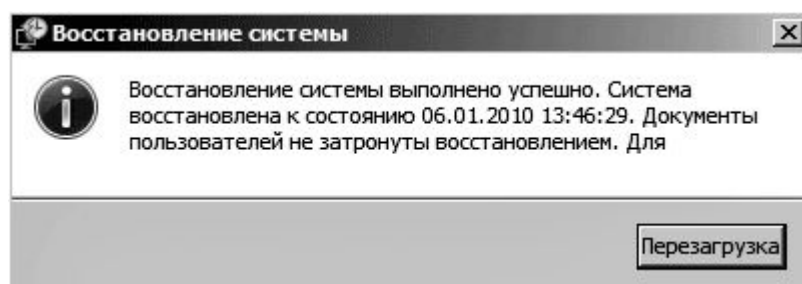 Восстановление системы
Восстановление системы выполнено успешно. Система
восстановлена к состоянию 06.01.2010 13:46:29. Документы
пользователей не затронуты восстановлением. Для
Перезагрузка